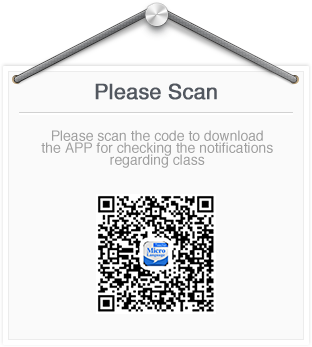 Please Scan
Please scan the code to download
the APP for checking the notifications
regarding class
Micro
Language